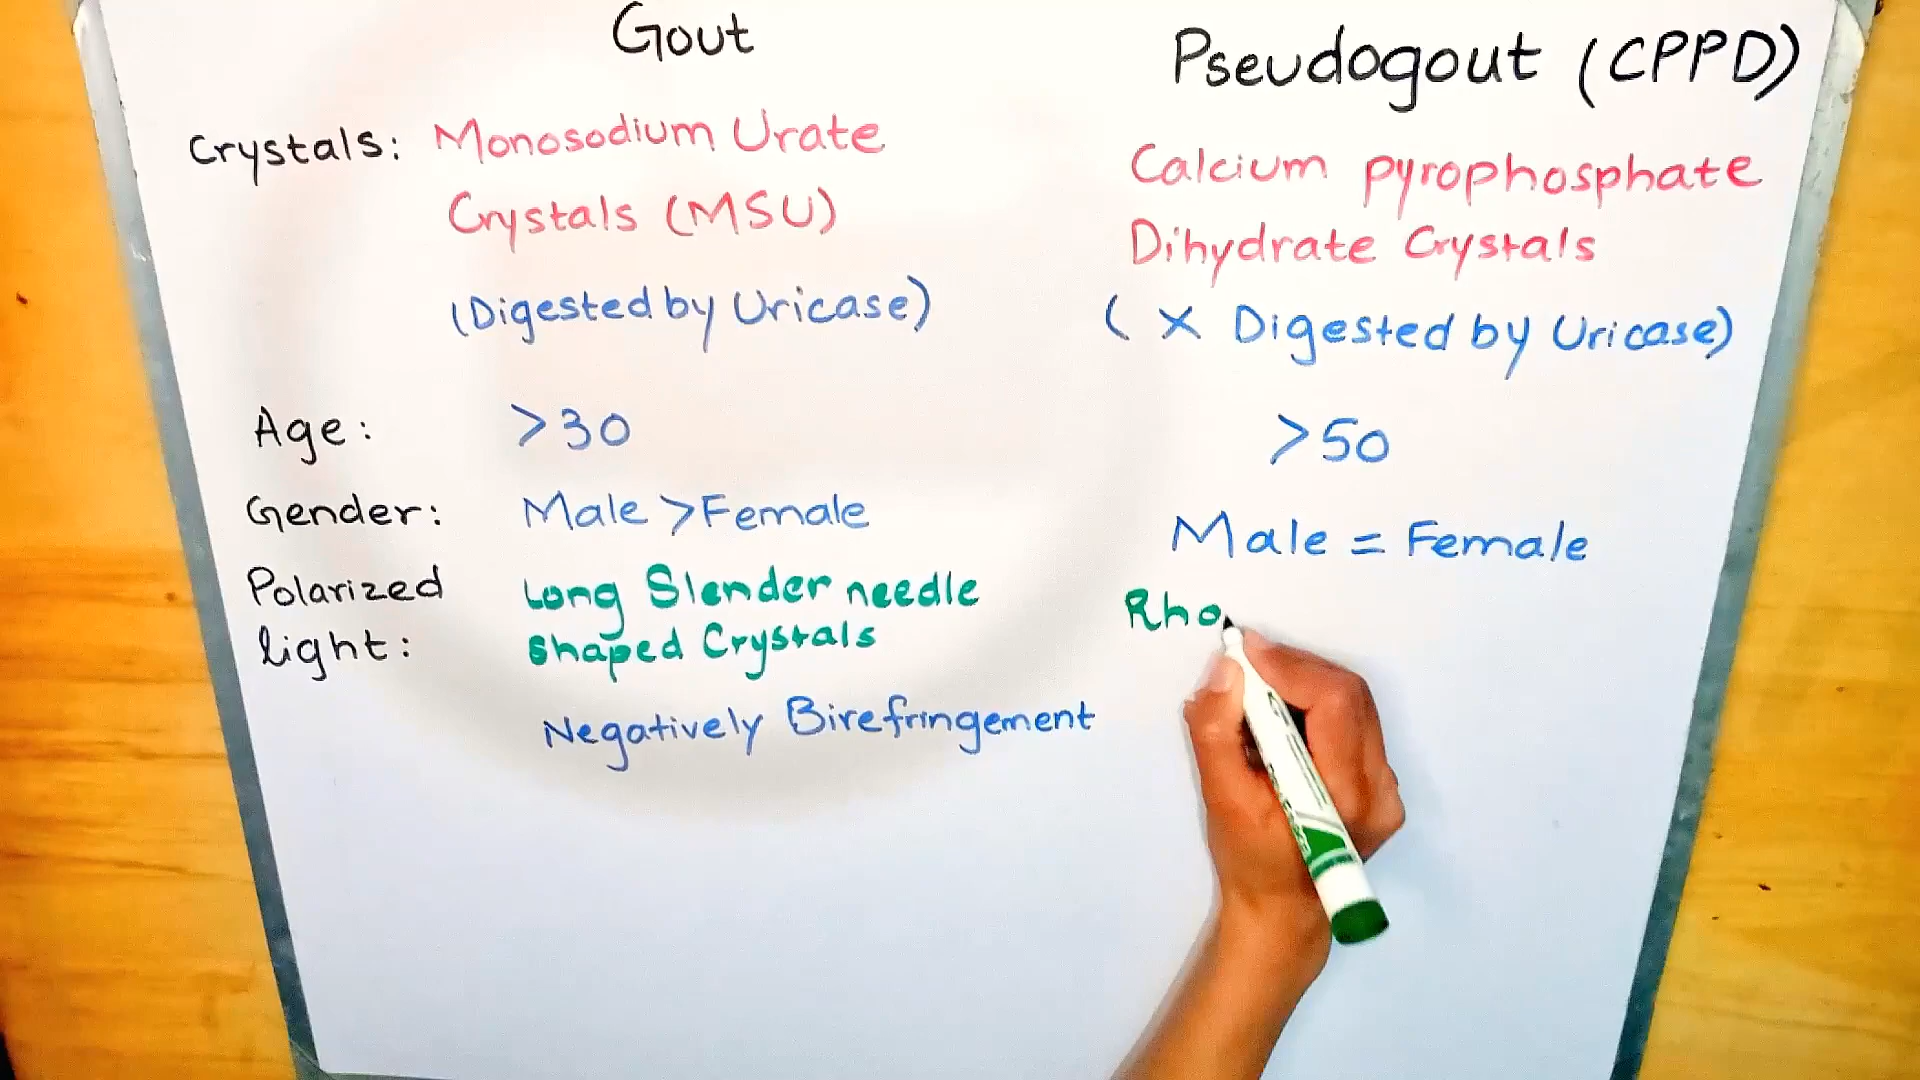 Gout
Pseudogout (CPPD)
Crystals: Monosodium Urate
Crystals (MSU)
(Digested by Uricase)
Calcium pyrophosphate
Dihydrate Crystals
( X Digested by Uricase)
Age: >30
>50
Gender: Male >Female
Male = Female
Polarized
light:
Long Slender needle
shaped Crystals
Negatively Birefringement
Rho